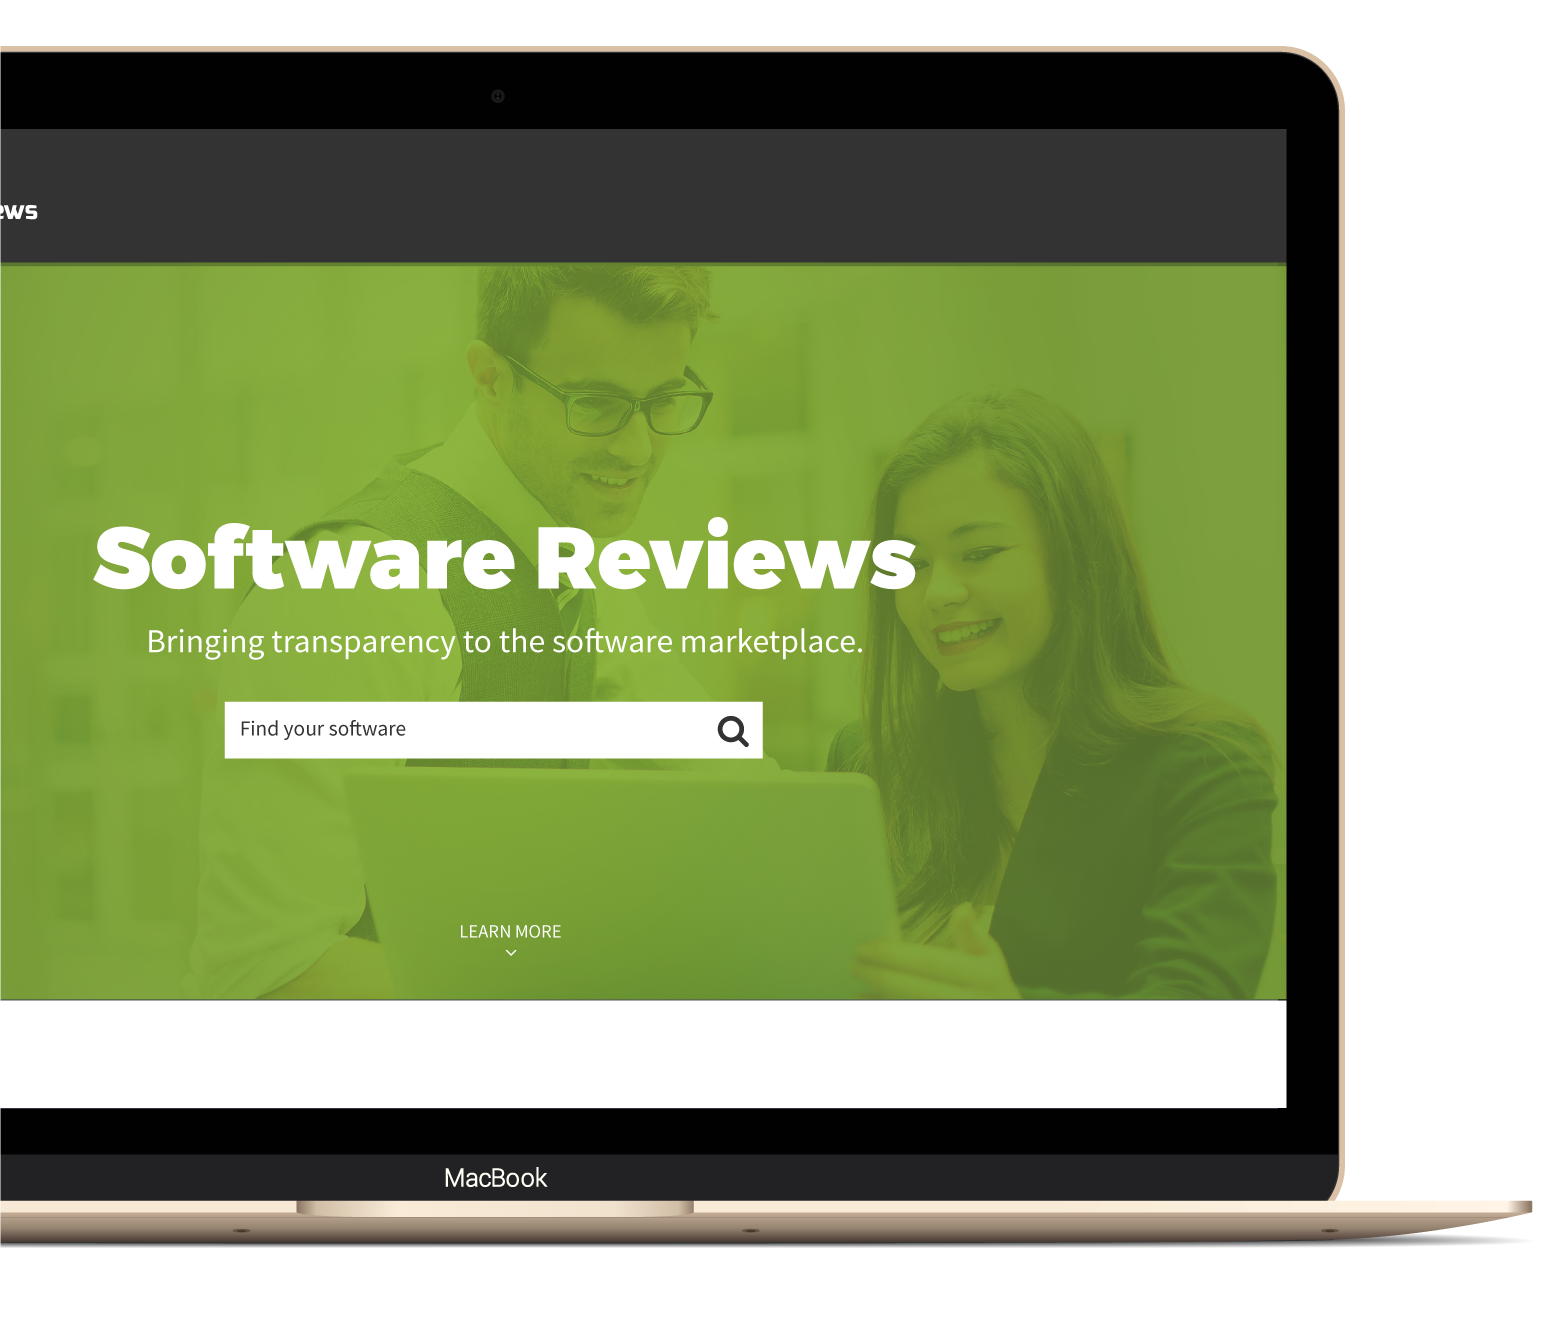 ews
Software Reviews
Bringing transparency to the software marketplace.
Find your software
LEARN MORE
MacBook